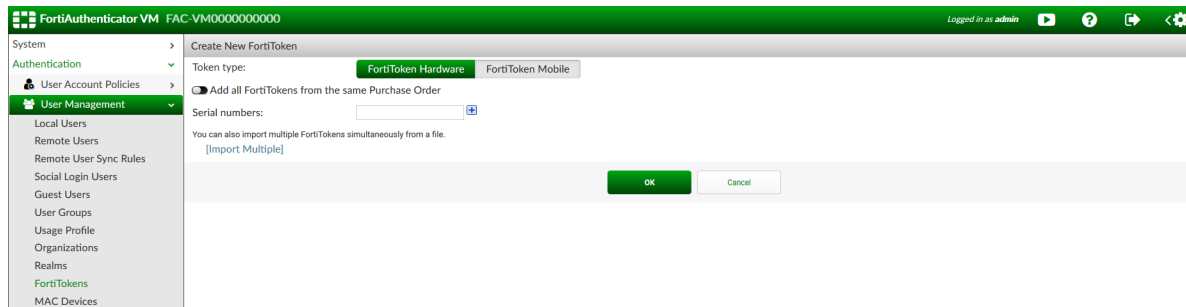 FortiAuthenticator VM FAC-VM0000000000
Logged in as admin
System
Authentication
User Account Policies
User Management
Local Users
Remote Users
Remote User Sync Rules
Social Login Users
Guest Users
User Groups
Usage Profile
Organizations
Realms
FortiTokens
MAC Devices
Create New FortiToken
Token type: FortiToken Hardware FortiToken Mobile
Add all FortiTokens from the same Purchase Order
Serial numbers:
You can also import multiple FortiTokens simultaneously from a file.
[Import Multiple]
OK Cancel